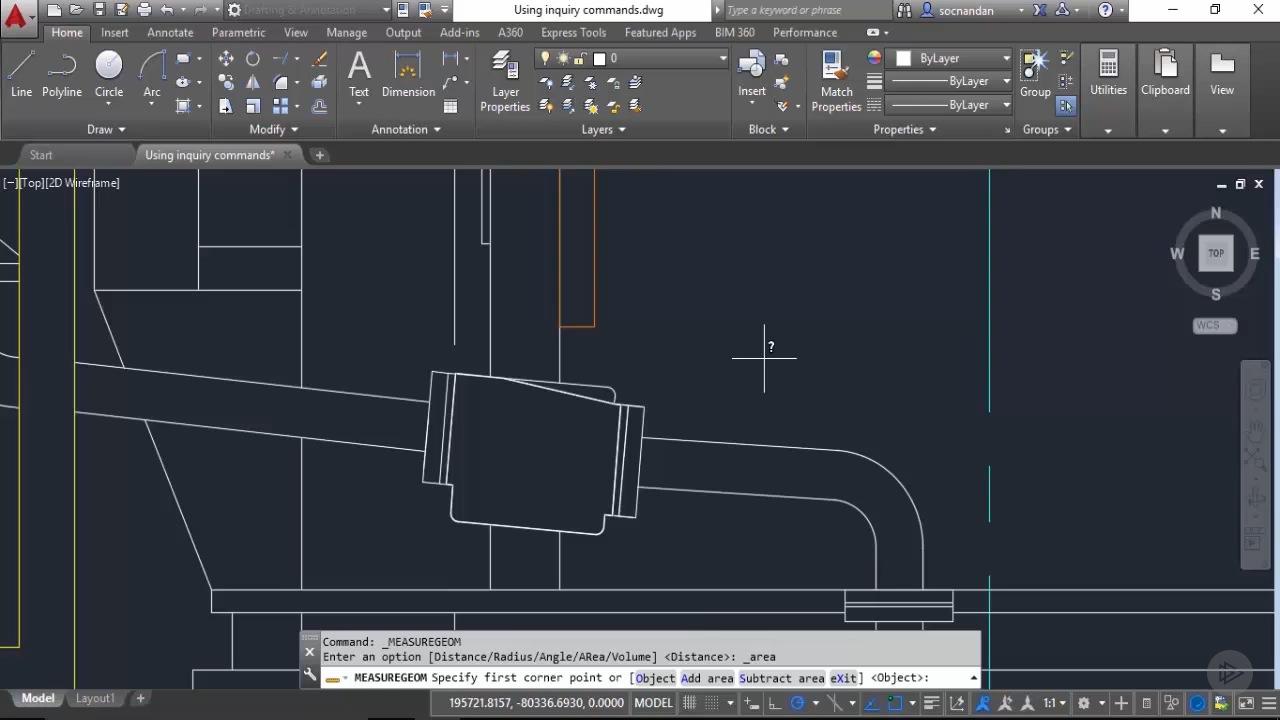 Drafting & Annotation
Using inquiry commands.dwg
Type a keyword or phrase
socnandan
Home
Insert
Annotate
Parametric
View
Manage
Output
Add-ins
A360
Express Tools
Featured Apps
BIM 360
Performance
Line
Polyline
Circle
Arc
Text
Dimension
Layer
Properties
0
Insert
Match
Properties
ByLayer
ByLayer
ByLayer
Group
Utilities
Clipboard
View
Draw
Modify
Annotation
Layers
Block
Properties
Groups
Start
Using inquiry commands*
[−][Top][2D Wireframe]
N
W
TOP
E
S
WCS
?
Command: _MEASUREGEOM
Enter an option [Distance/Radius/Angle/ARea/Volume] <Distance>: _area
MEASUREGEOM Specify first corner point or [Object Add area Subtract area eXit] <Object>:
Model
Layout1
195721.8157, -80336.6930, 0.0000
MODEL
1:1